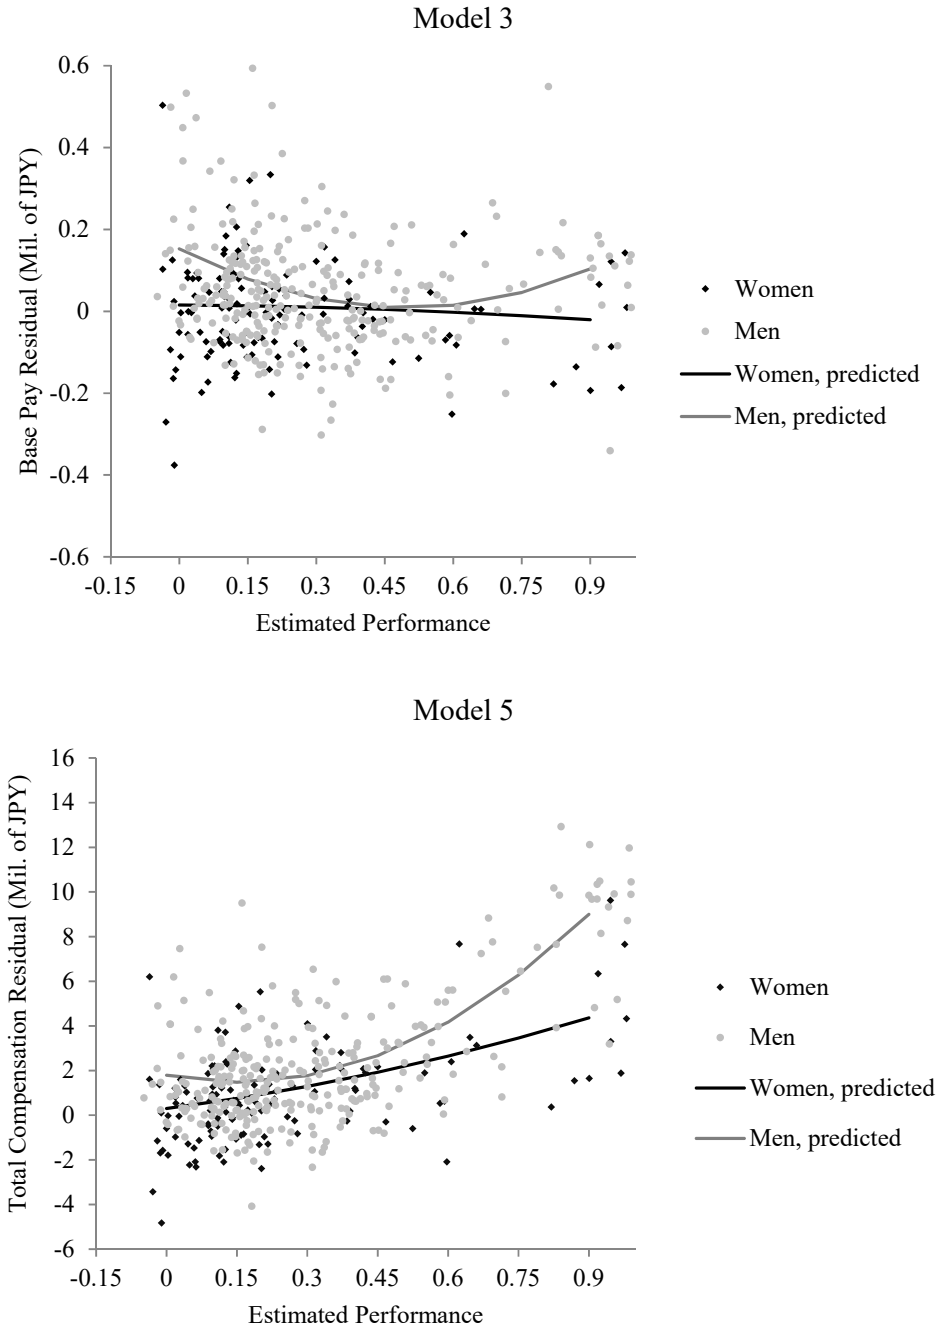 Model 3
0.6
0.4
0.2
0
-0.2
-0.4
-0.6
Base Pay Residual (Mil. of JPY)
-0.15 0 0.15 0.3 0.45 0.6 0.75 0.9
Estimated Performance
Women
Men
Women, predicted
Men, predicted
Model 5
16
14
12
10
8
6
4
2
0
-2
-4
-6
Total Compensation Residual (Mil. of JPY)
-0.15 0 0.15 0.3 0.45 0.6 0.75 0.9
Estimated Performance
Women
Men
Women, predicted
Men, predicted